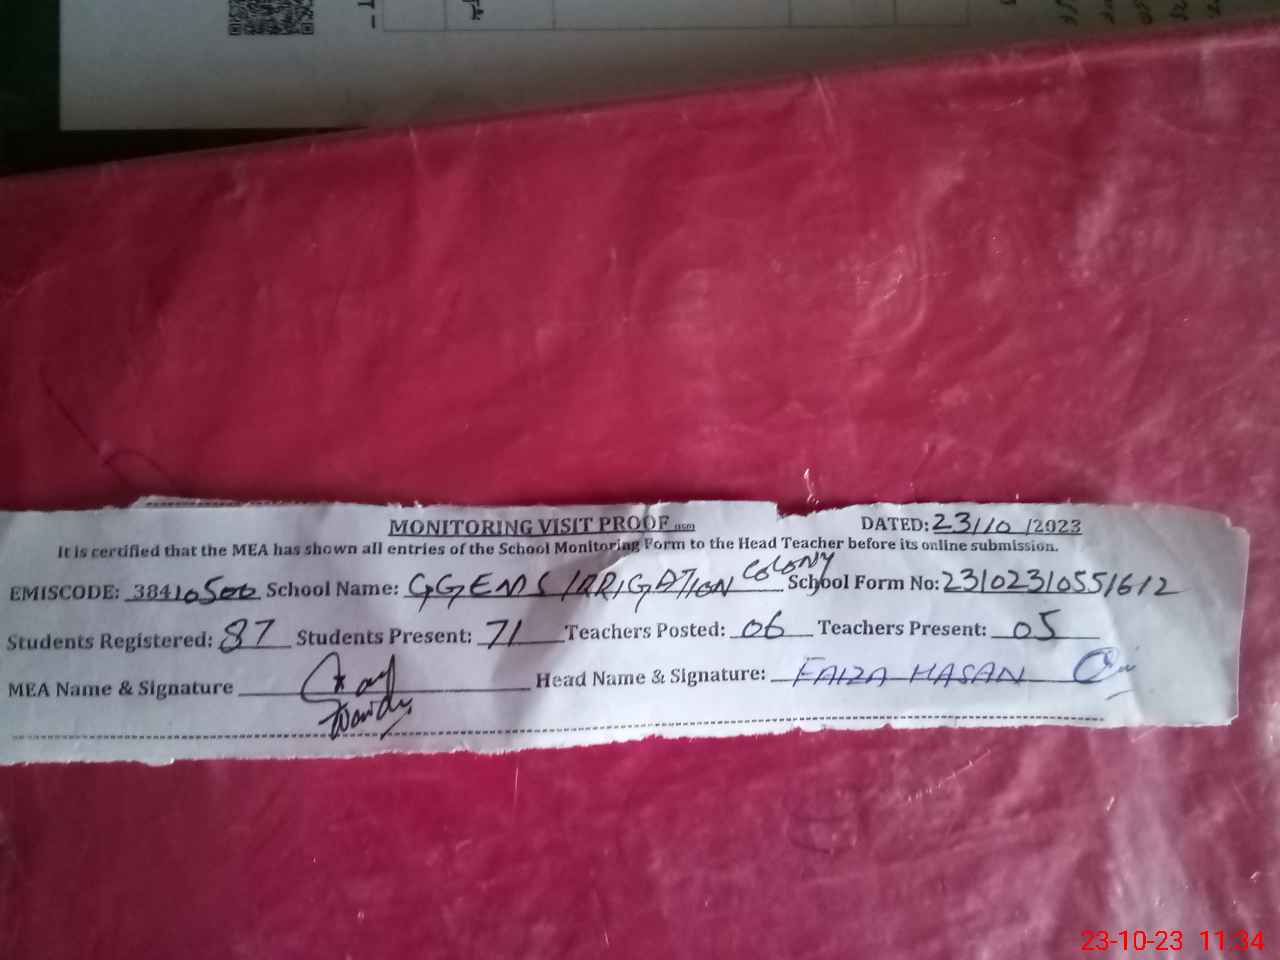 MONITORING VISIT PROOF DATED: 23/10/2023
It is certified that the MEA has shown all entries of the School Monitoring Form to the Head Teacher before its online submission.
EMISCODE: 38410500 School Name: GGEMS IRRIGATION COLONY School Form No: 23102310551612
Students Registered: 87 Students Present: 71 Teachers Posted: 06 Teachers Present: 05
MEA Name & Signature Head Name & Signature: FAIZA HASAN
23-10-23 11:34